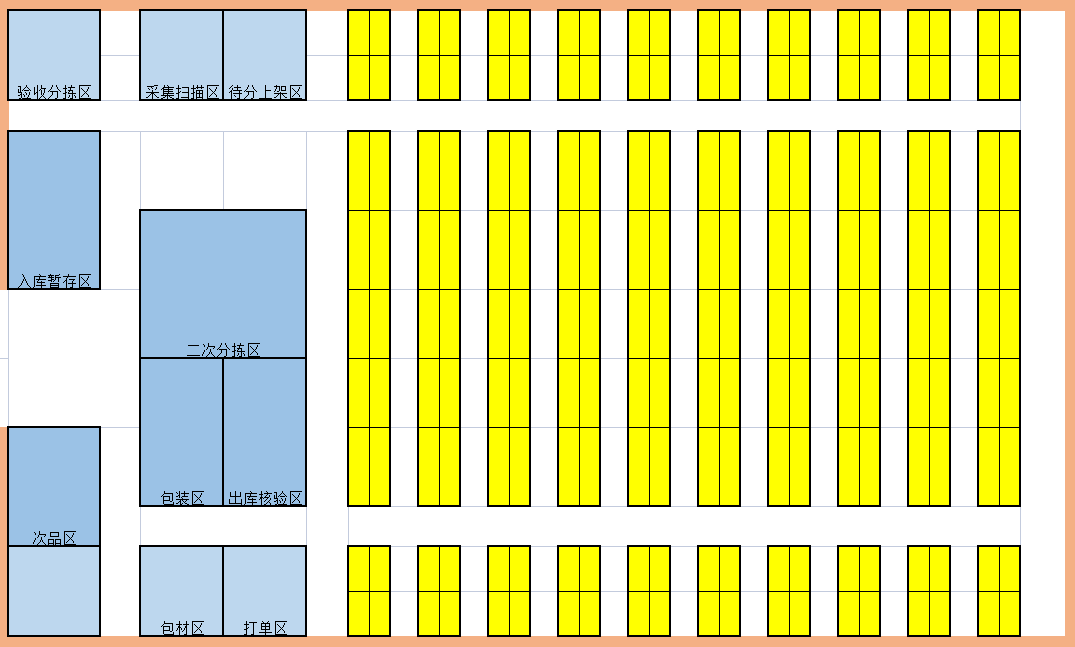 验收分拣区
采集扫描区
待分上架区
入库暂存区
二次分拣区
包装区
出库核验区
次品区
包材区
打单区